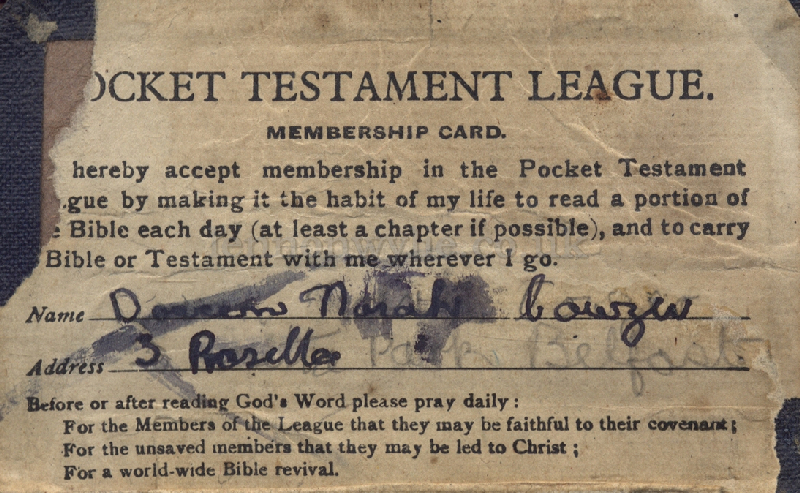 OCKET TESTAMENT LEAGUE.
MEMBERSHIP CARD.
hereby accept membership in the Pocket Testament
gue by making it the habit of my life to read a portion of
e Bible each day (at least a chapter if possible), and to carry
Bible or Testament with me wherever I go.
Name Doreen Norah
Address 3 Rosetta Park Belfast
Before or after reading God's Word please pray daily :
For the Members of the League that they may be faithful to their covenant ;
For the unsaved members that they may be led to Christ ;
For a world-wide Bible revival.